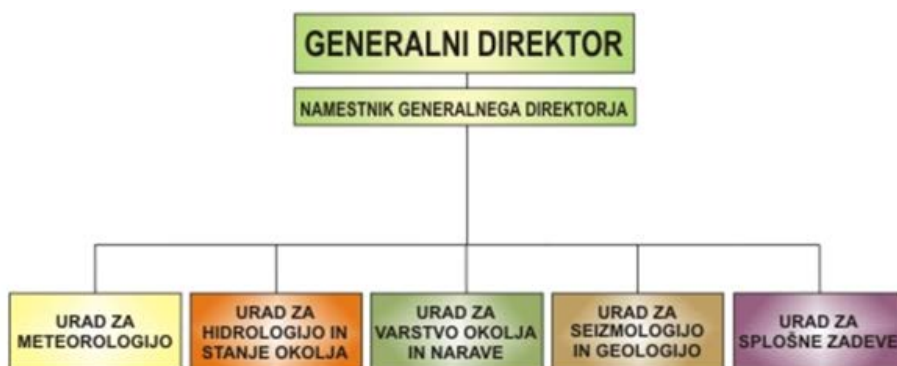 GENERALNI DIREKTOR
NAMESTNIK GENERALNEGA DIREKTORJA
URAD ZA
METEOROLOGIJO
URAD ZA
HIDROLOGIJO IN
STANJE OKOLJA
URAD ZA
VARSTVO OKOLJA
IN NARAVE
URAD ZA
SEIZMOLOGIJO
IN GEOLOGIJO
URAD ZA
SPLOŠNE ZADEVE